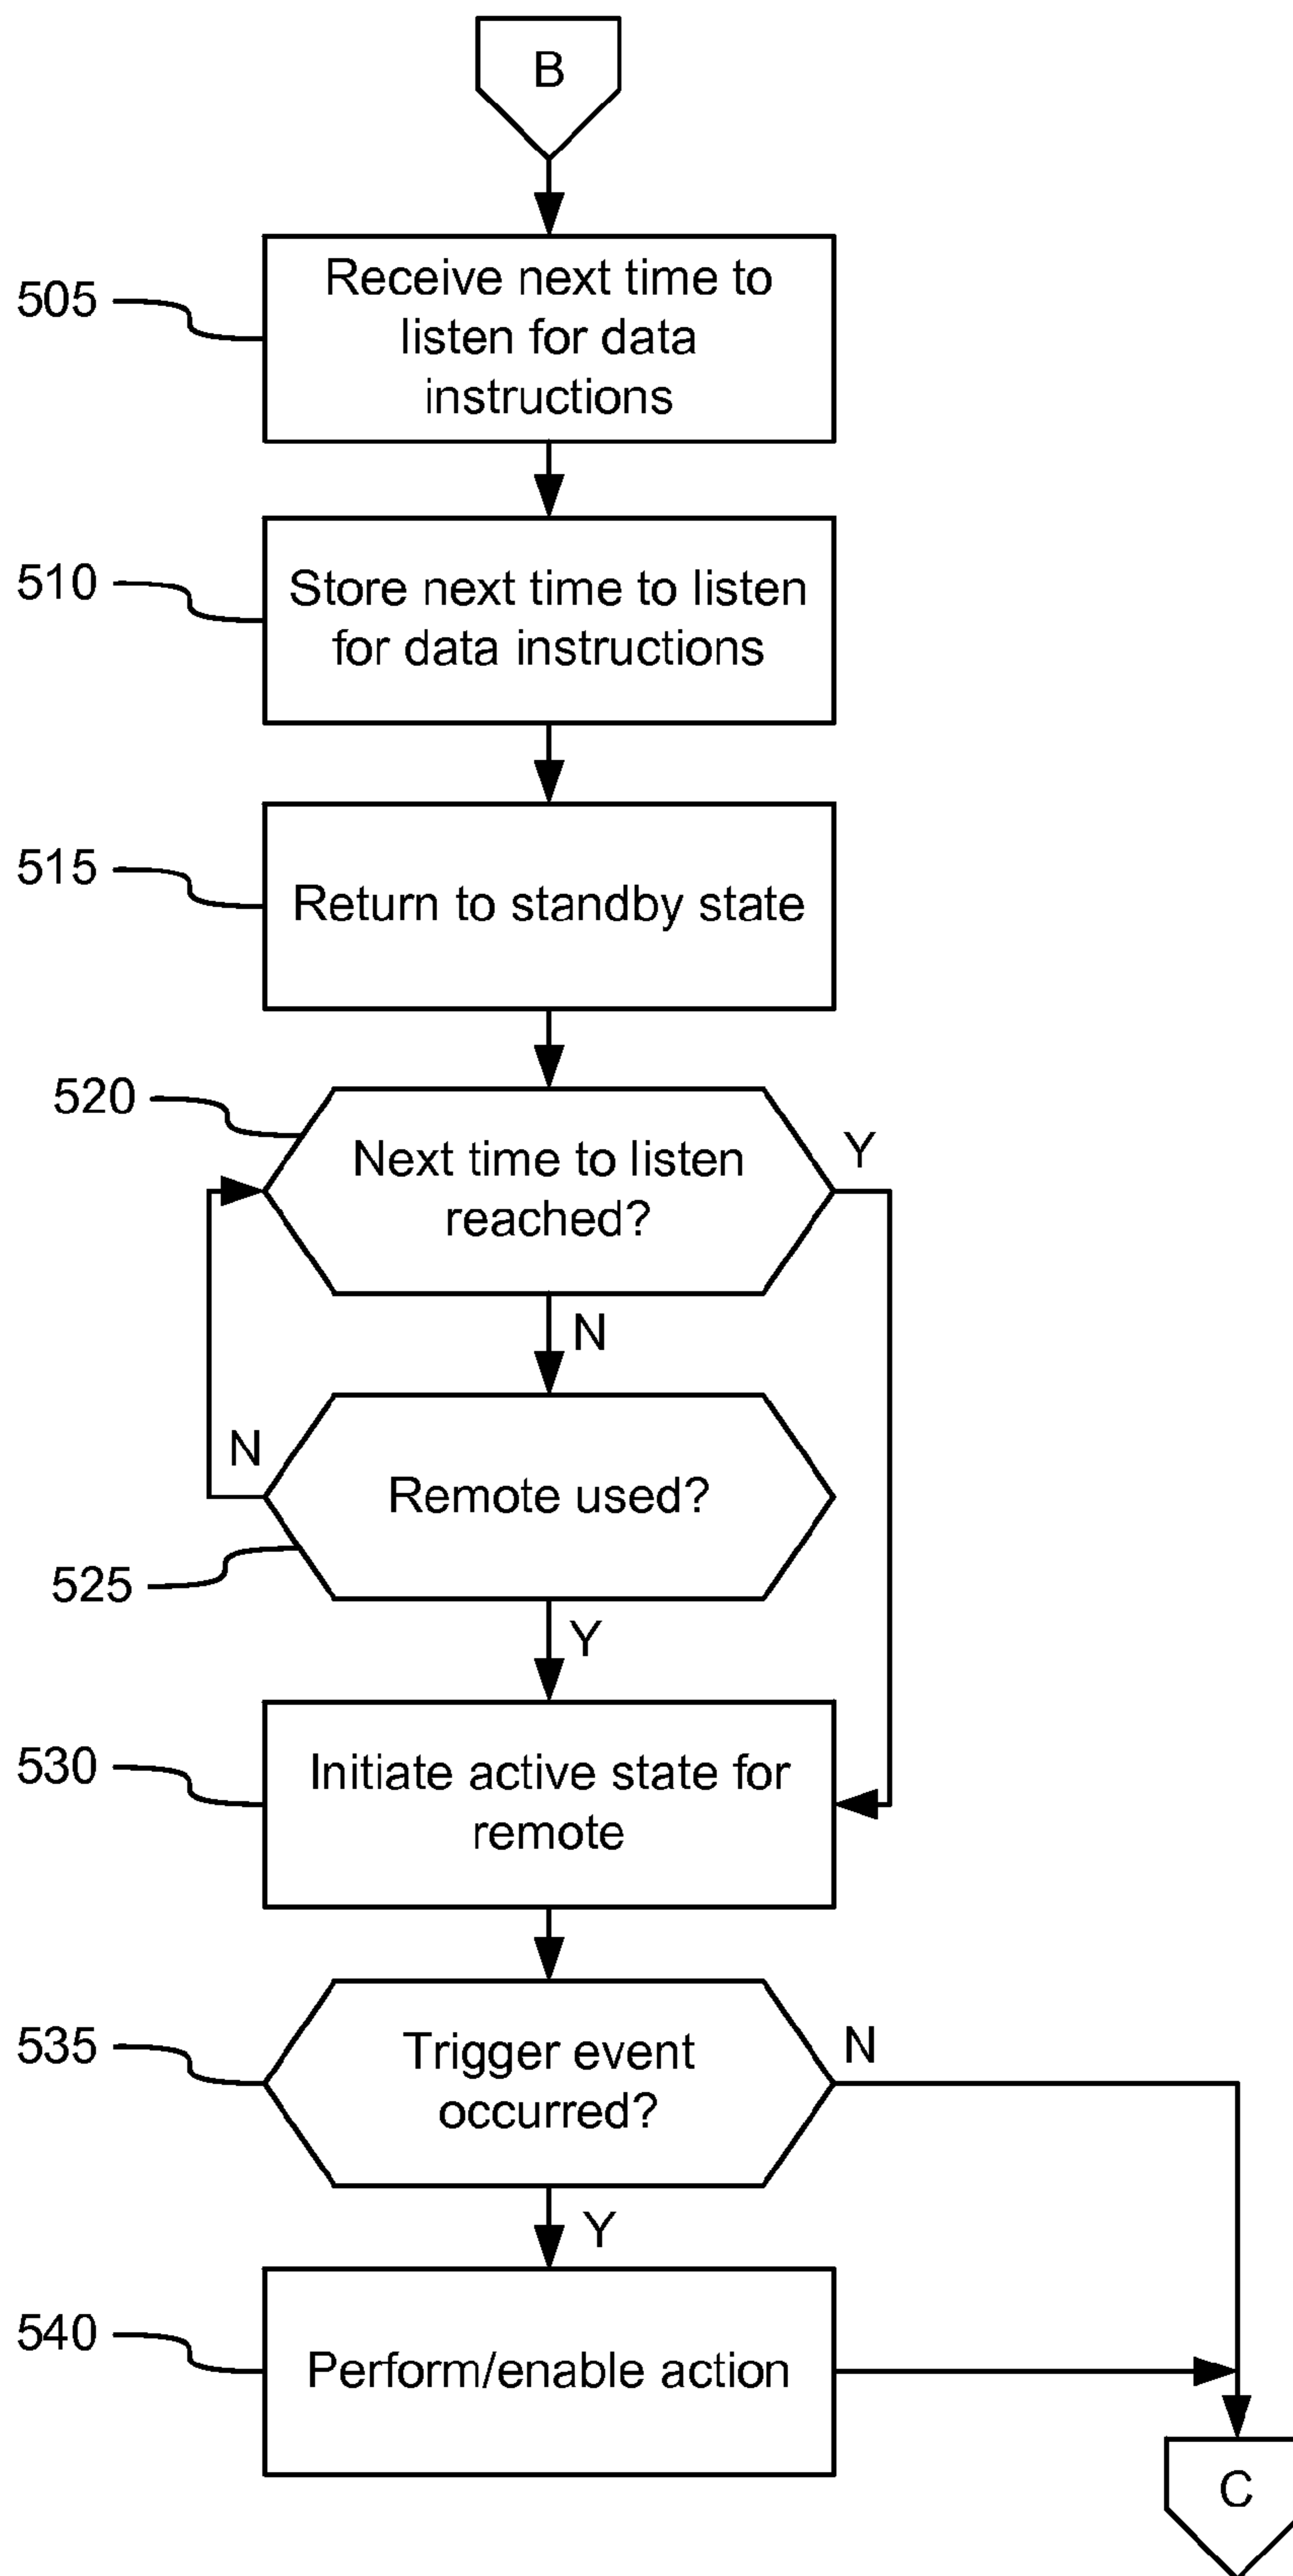 B
505
Receive next time to
listen for data
instructions
510
Store next time to listen
for data instructions
515
Return to standby state
520
Next time to listen
reached?
Y
N
N
Remote used?
525
Y
530
Initiate active state for
remote
535
Trigger event
occurred?
N
Y
540
Perform/enable action
C